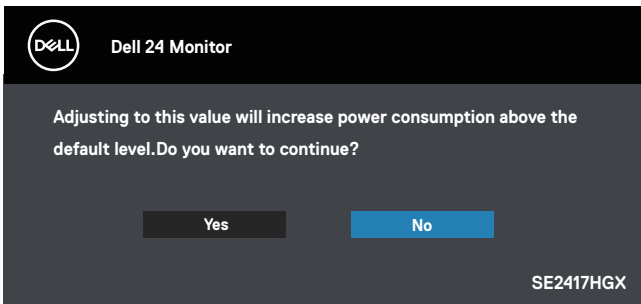 DELL
Dell 24 Monitor
Adjusting to this value will increase power consumption above the
default level.Do you want to continue?
Yes No
SE2417HGX